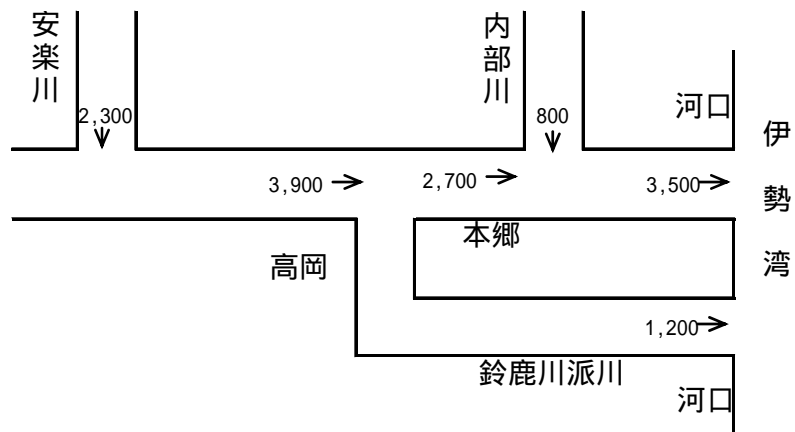 安楽川
内部川
河口
伊勢湾
2,300
800
3,900
2,700
3,500
本郷
高岡
1,200
鈴鹿川派川
河口